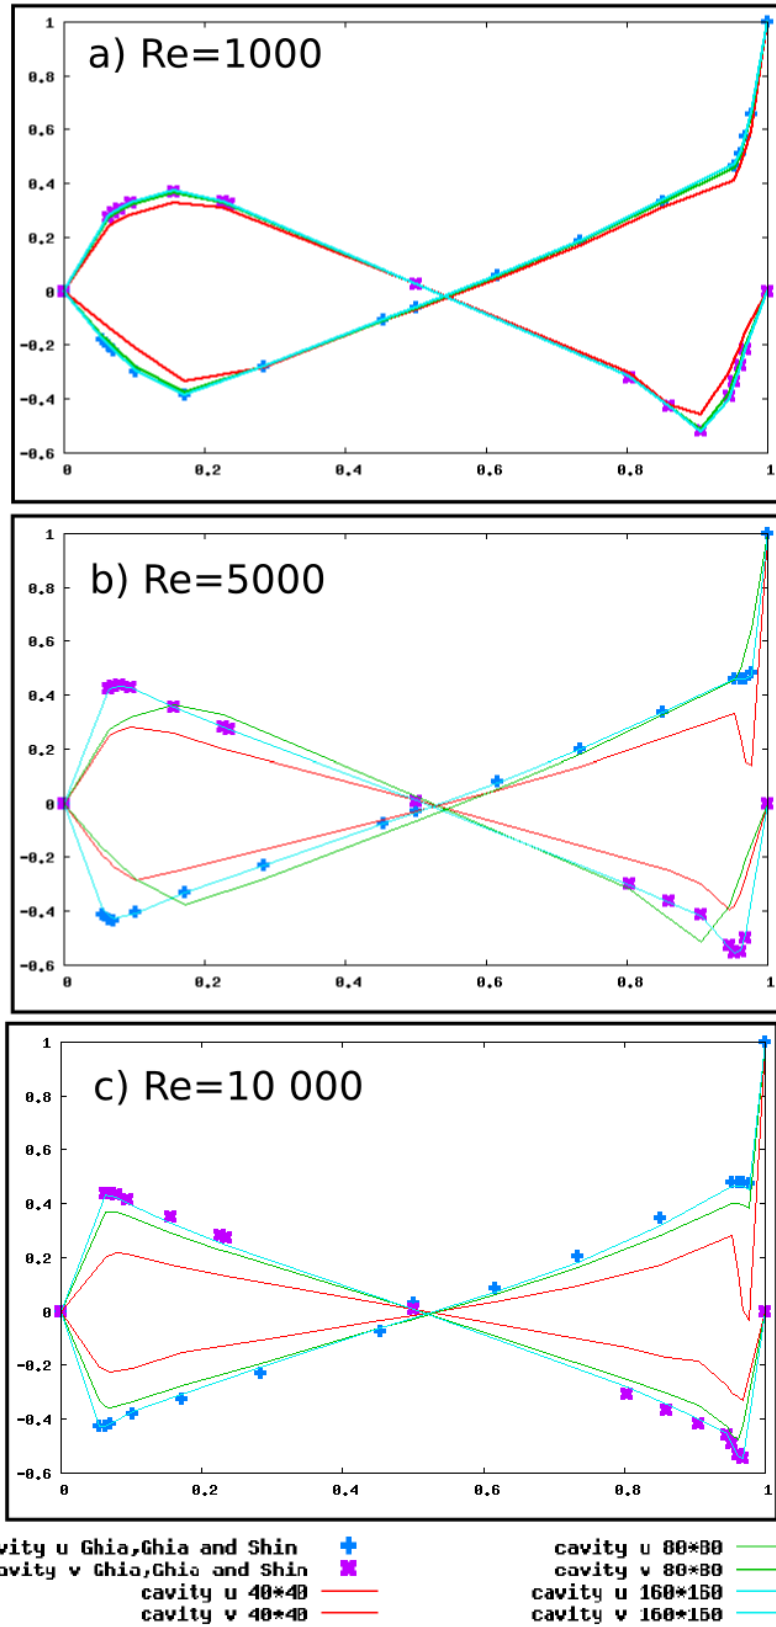 a) Re=1000
1
0.8
0.6
0.4
0.2
0
-0.2
-0.4
-0.6
0 0.2 0.4 0.6 0.8 1
b) Re=5000
1
0.8
0.6
0.4
0.2
0
-0.2
-0.4
-0.6
0 0.2 0.4 0.6 0.8 1
c) Re=10 000
1
0.8
0.6
0.4
0.2
0
-0.2
-0.4
-0.6
0 0.2 0.4 0.6 0.8 1
vity u Ghia,Ghia and Shin
cavity v Ghia,Ghia and Shin
cavity u 40*40
cavity v 40*40
cavity u 80*80
cavity v 80*80
cavity u 160*160
cavity v 160*160